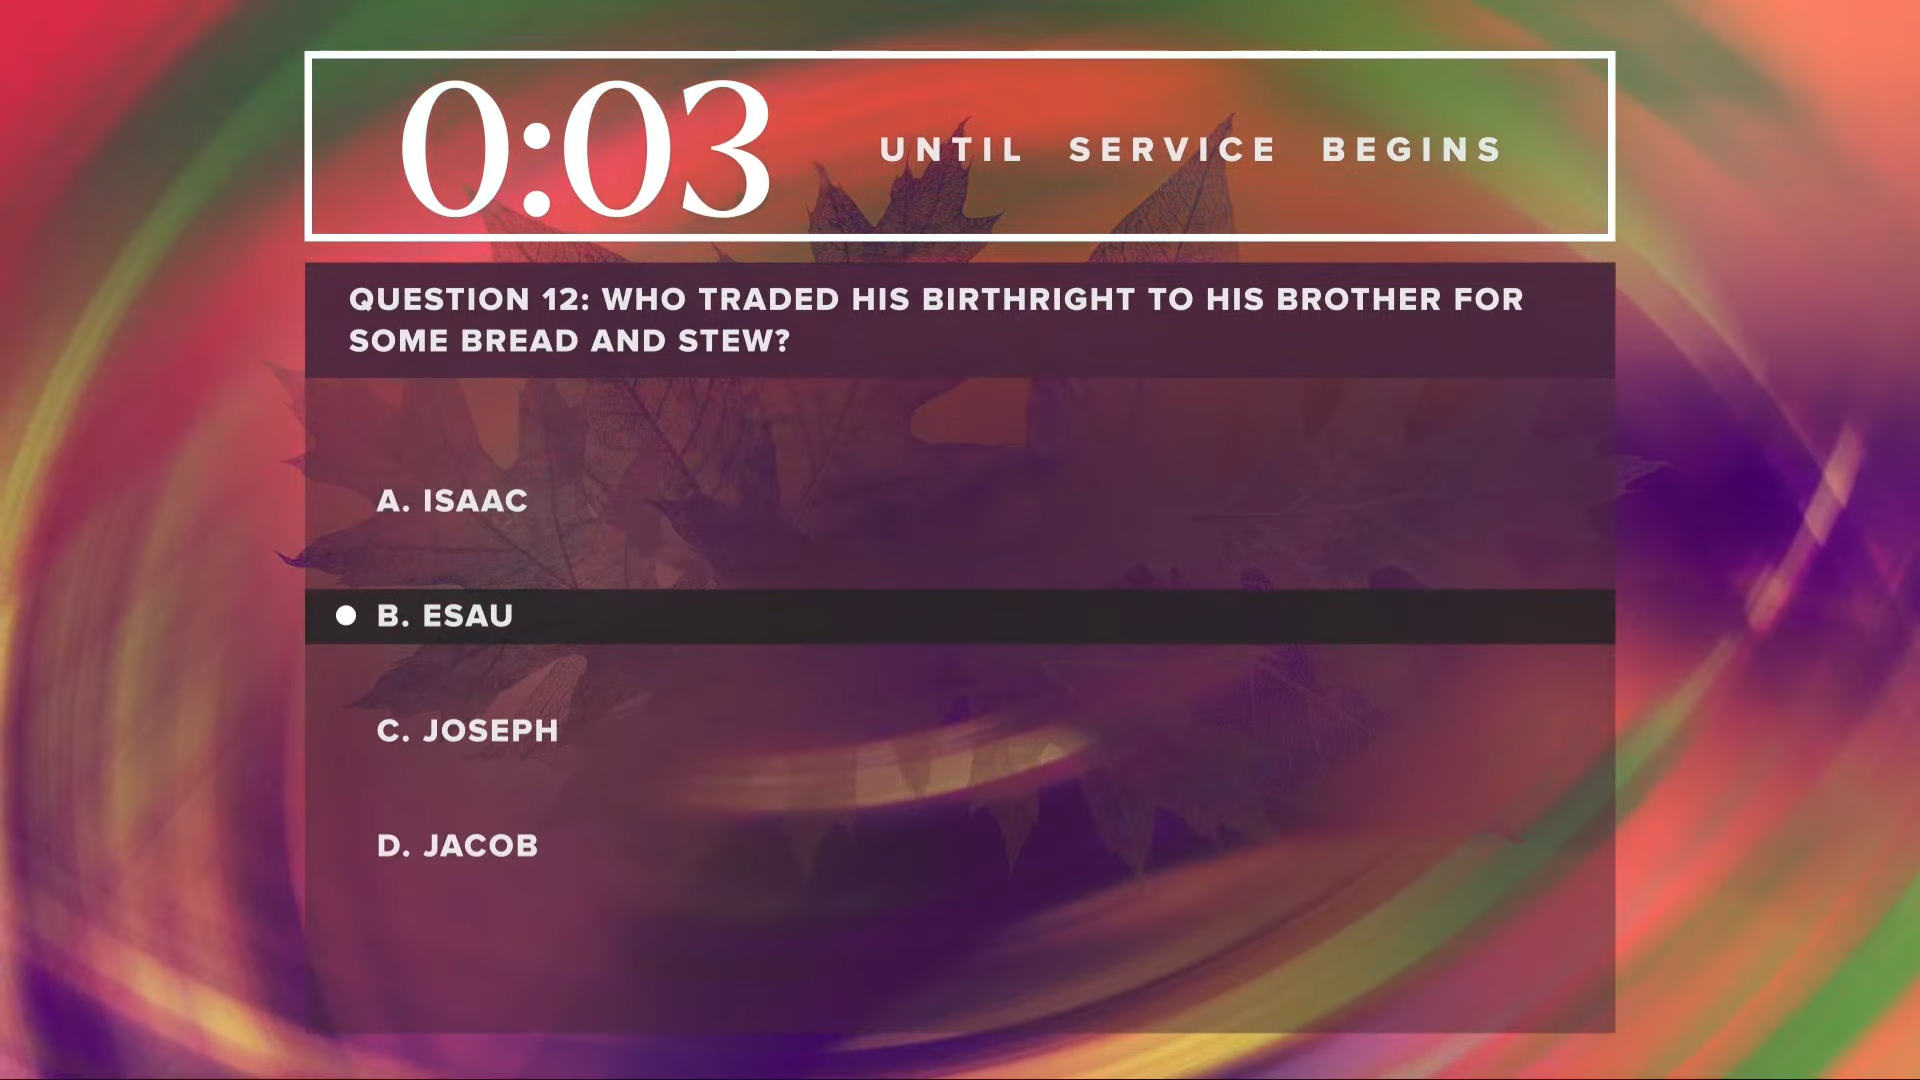 0:03 UNTIL SERVICE BEGINS
QUESTION 12: WHO TRADED HIS BIRTHRIGHT TO HIS BROTHER FOR
SOME BREAD AND STEW?
A. ISAAC
B. ESAU
C. JOSEPH
D. JACOB